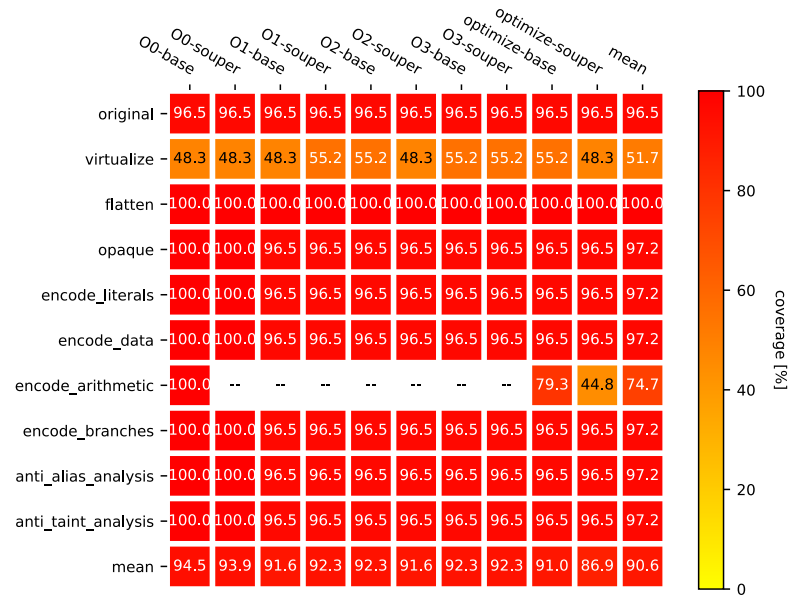 O0-base O0-souper O1-base O1-souper O2-base O2-souper O3-base O3-souper optimize-base optimize-souper mean
original 96.5 96.5 96.5 96.5 96.5 96.5 96.5 96.5 96.5 96.5 96.5
virtualize 48.3 48.3 48.3 55.2 55.2 48.3 55.2 55.2 55.2 48.3 51.7
flatten 100.0 100.0 100.0 100.0 100.0 100.0 100.0 100.0 100.0 100.0 100.0
opaque 100.0 100.0 96.5 96.5 96.5 96.5 96.5 96.5 96.5 96.5 97.2
encode_literals 100.0 100.0 96.5 96.5 96.5 96.5 96.5 96.5 96.5 96.5 97.2
encode_data 100.0 100.0 96.5 96.5 96.5 96.5 96.5 96.5 96.5 96.5 97.2
encode_arithmetic 100.0 -- -- -- -- -- -- -- 79.3 44.8 74.7
encode_branches 100.0 100.0 96.5 96.5 96.5 96.5 96.5 96.5 96.5 96.5 97.2
anti_alias_analysis 100.0 100.0 96.5 96.5 96.5 96.5 96.5 96.5 96.5 96.5 97.2
anti_taint_analysis 100.0 100.0 96.5 96.5 96.5 96.5 96.5 96.5 96.5 96.5 97.2
mean 94.5 93.9 91.6 92.3 92.3 91.6 92.3 92.3 91.0 86.9 90.6
100
80
60
40
20
0
coverage [%]